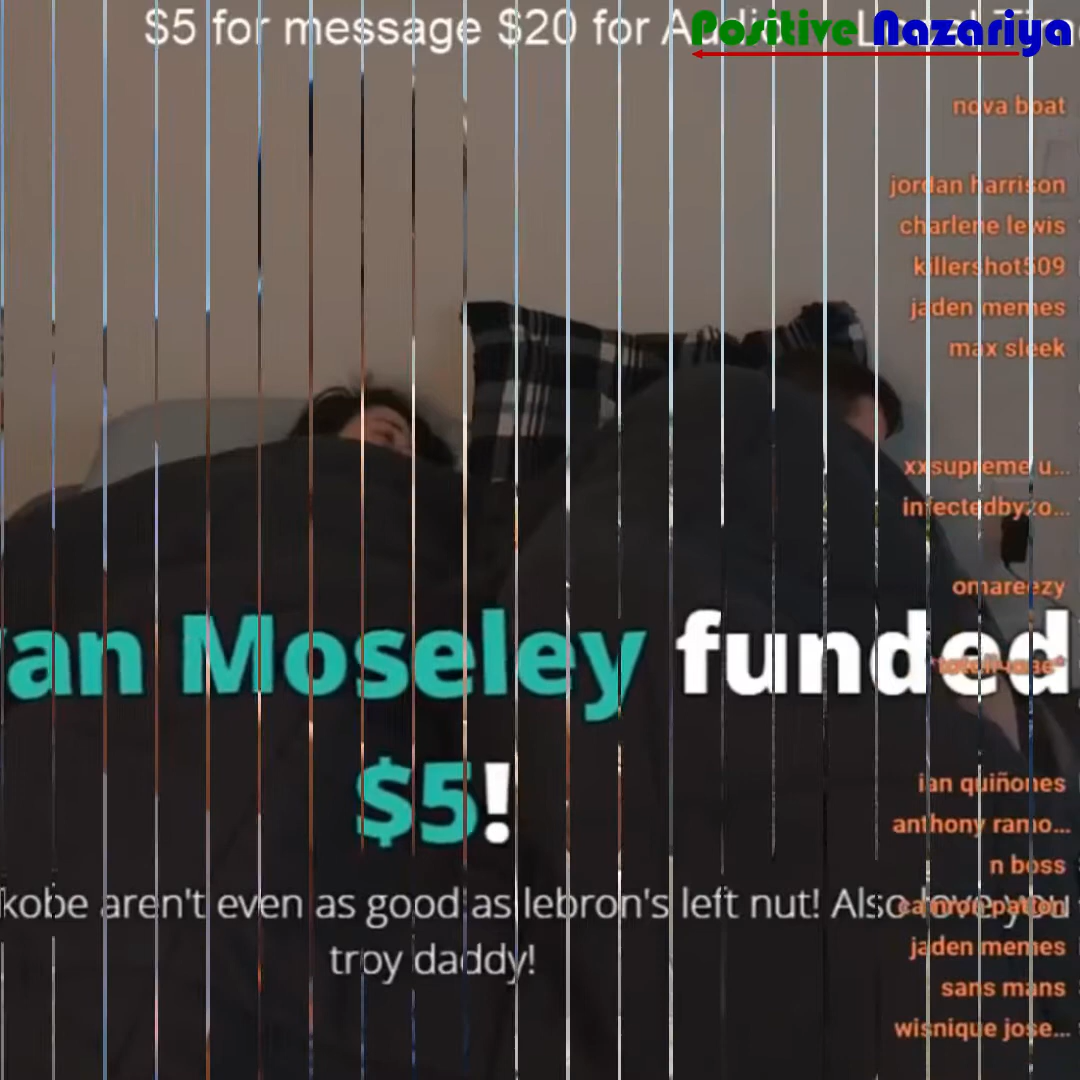 $5 for message $20 for
Positive Nazariya
nova boat
jordan harrison
charlene lewis
killershot509
jaden memes
max sleek
xxsupreme u...
infectedbyzo...
omareezy
an Moseley funded
$5!
ian quiñones
anthony ramo...
n boss
kobe aren't even as good as lebron's left nut! Also love you
camron patton
troy daddy!
jaden memes
sans mans
wisnique jose...